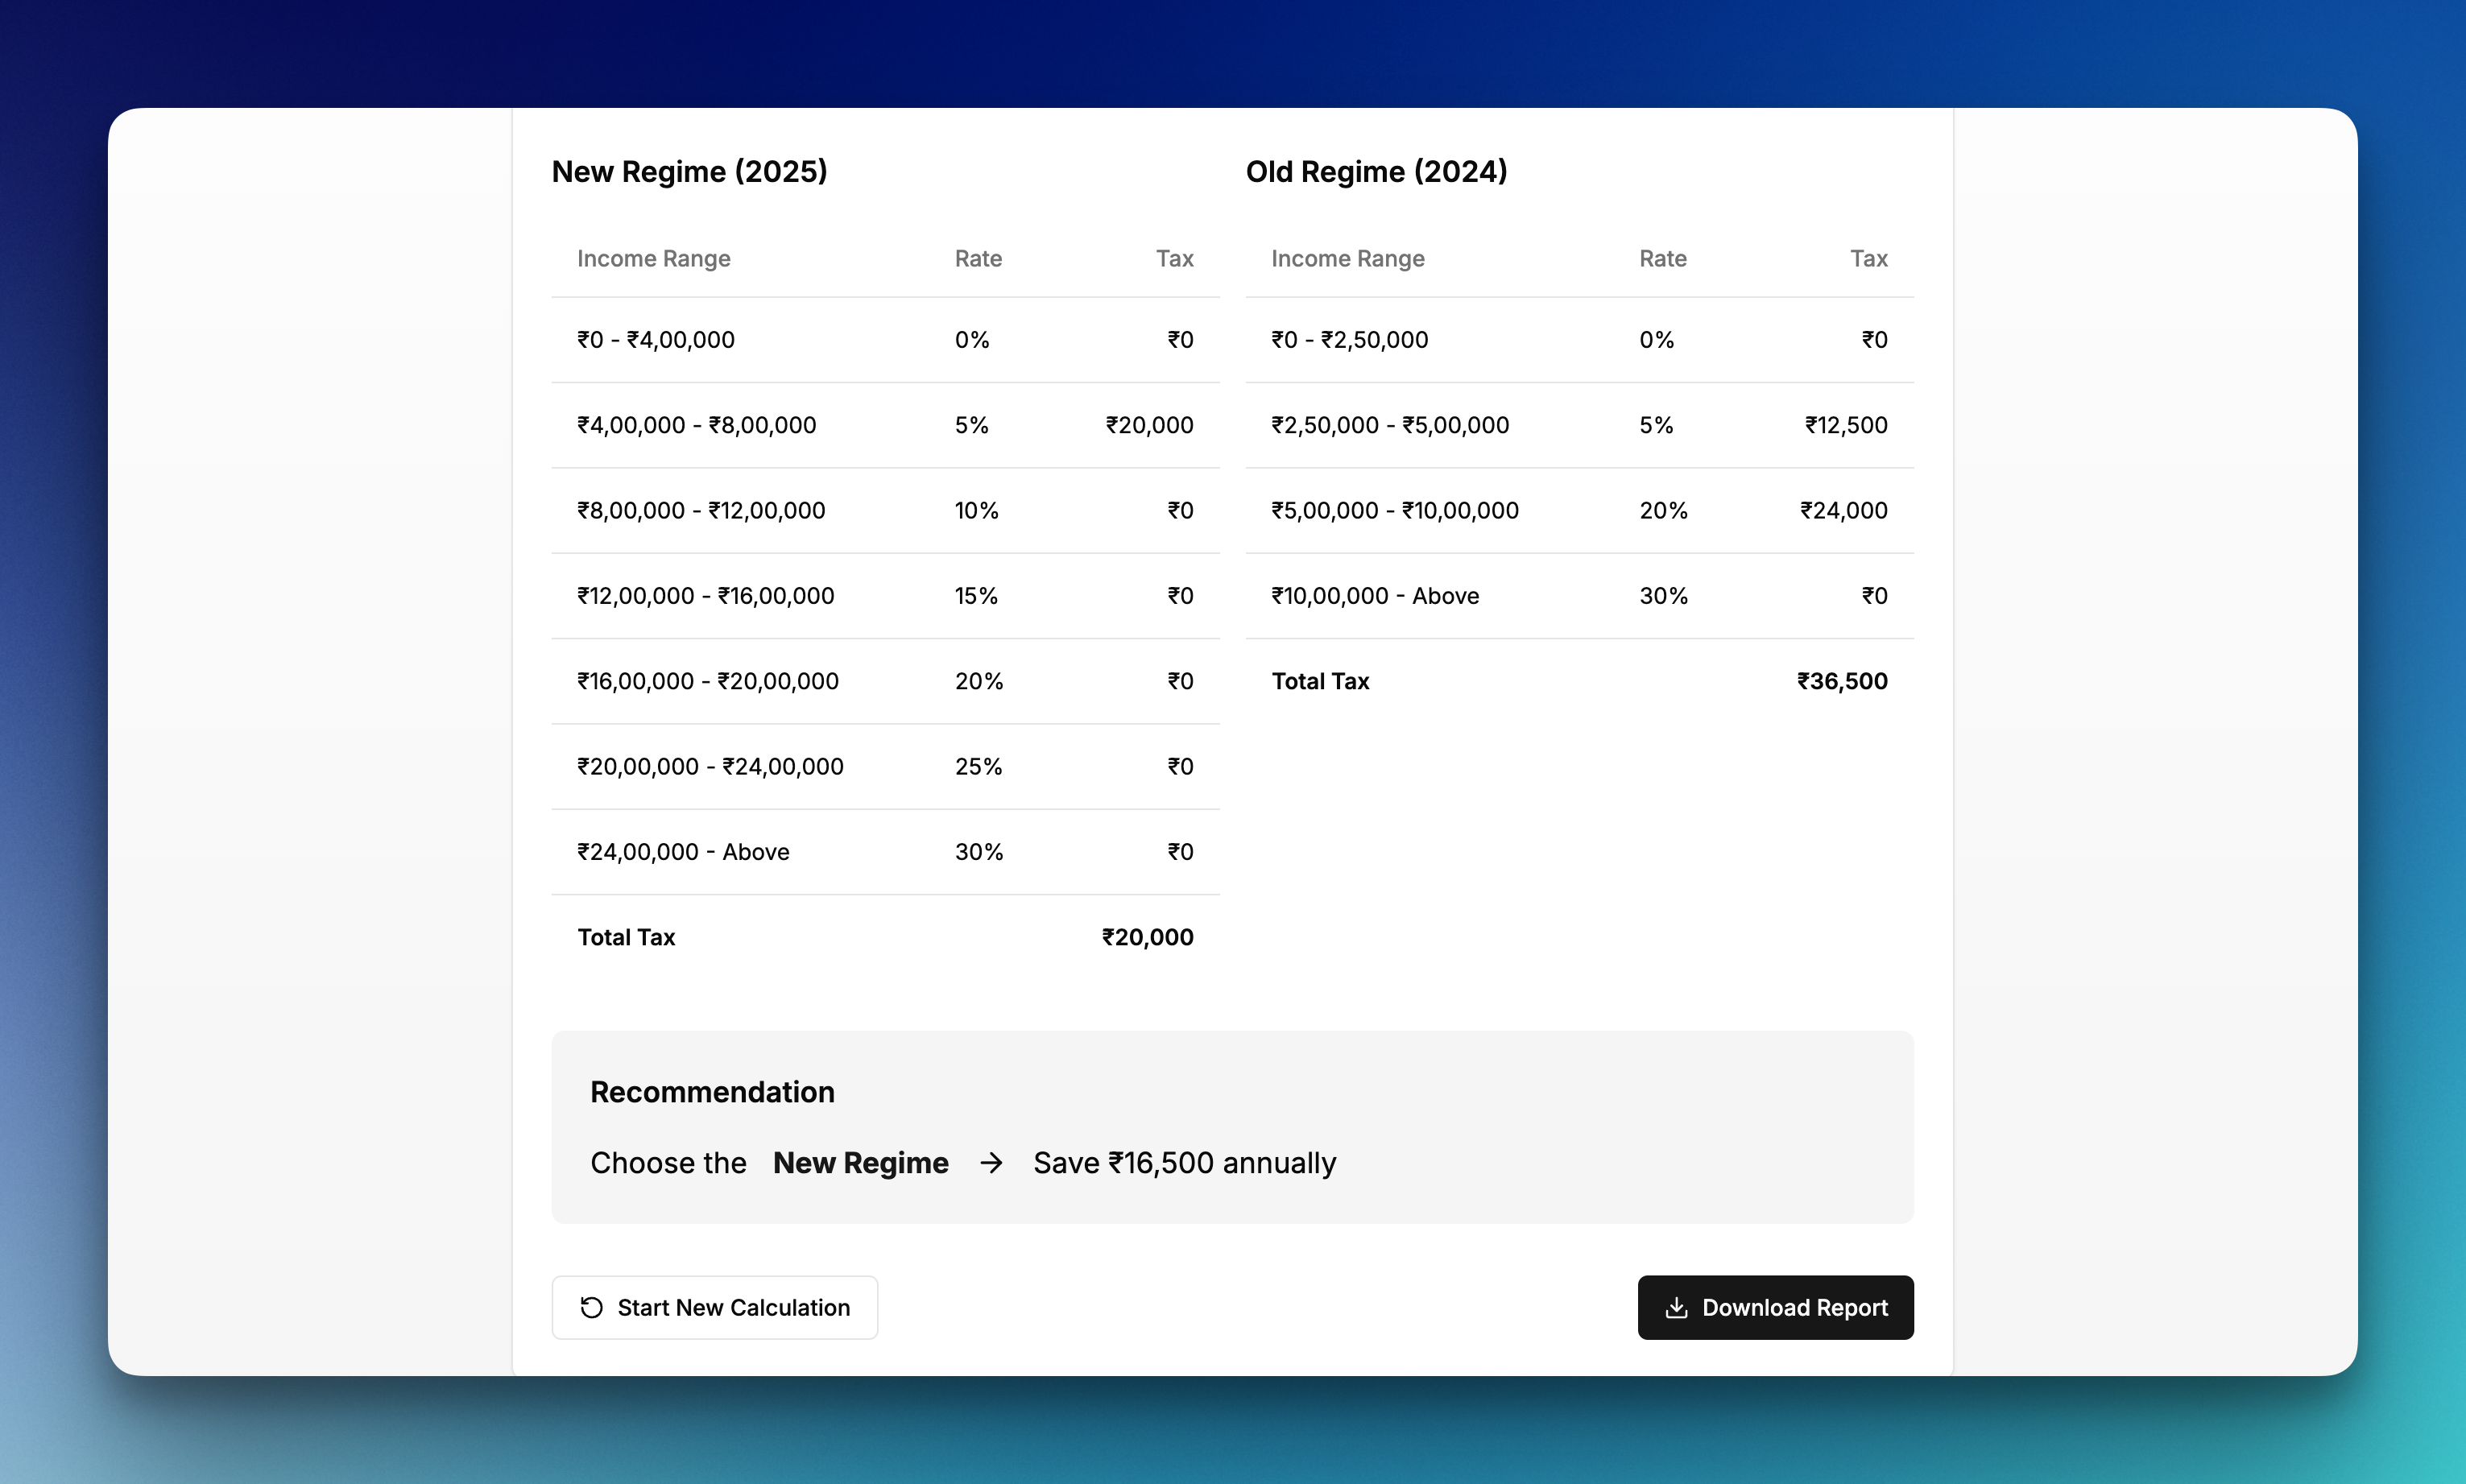 New Regime (2025)
Income Range Rate Tax
₹0 - ₹4,00,000 0% ₹0
₹4,00,000 - ₹8,00,000 5% ₹20,000
₹8,00,000 - ₹12,00,000 10% ₹0
₹12,00,000 - ₹16,00,000 15% ₹0
₹16,00,000 - ₹20,00,000 20% ₹0
₹20,00,000 - ₹24,00,000 25% ₹0
₹24,00,000 - Above 30% ₹0
Total Tax ₹20,000
Old Regime (2024)
Income Range Rate Tax
₹0 - ₹2,50,000 0% ₹0
₹2,50,000 - ₹5,00,000 5% ₹12,500
₹5,00,000 - ₹10,00,000 20% ₹24,000
₹10,00,000 - Above 30% ₹0
Total Tax ₹36,500
Recommendation
Choose the New Regime → Save ₹16,500 annually
Start New Calculation
Download Report